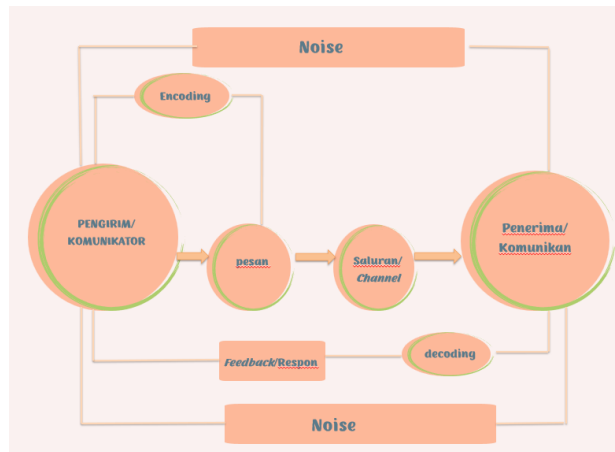 Noise
Encoding
PENGIRIM/
KOMUNIKATOR
pesan
Saluran/
Channel
Penerima/
Komunikan
Feedback/Respon
decoding
Noise